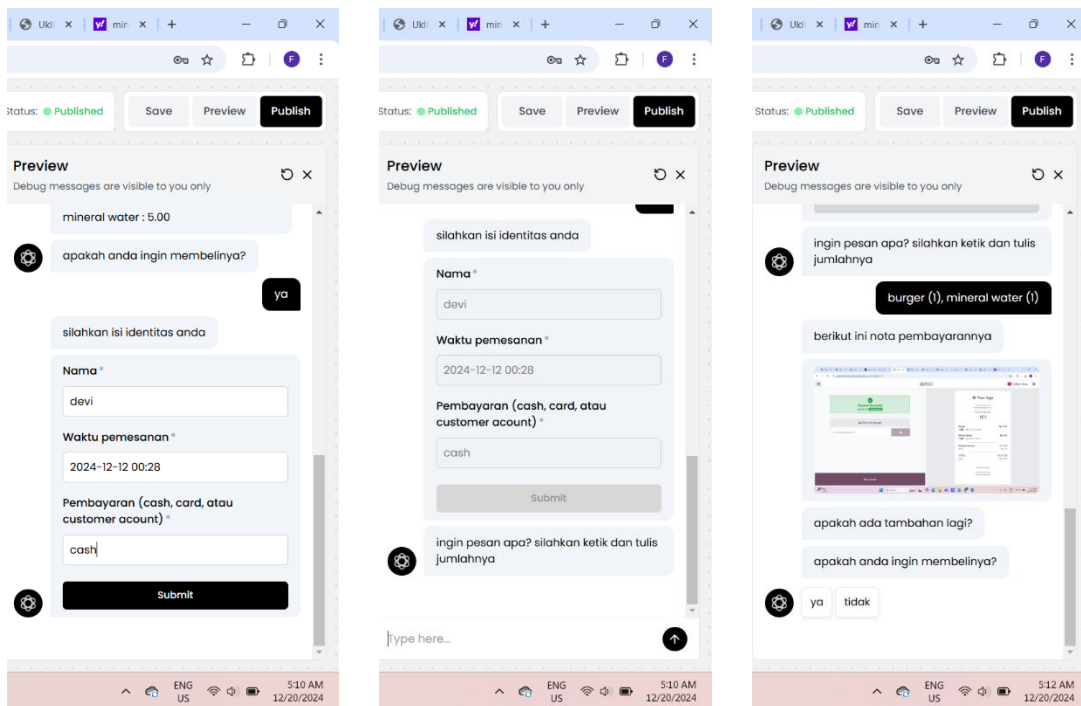 Uld
min
F
Status: Published
Save
Preview
Publish
Preview
Debug messages are visible to you only
mineral water : 5.00
apakah anda ingin membelinya?
ya
silahkan isi identitas anda
Nama*
devi
Waktu pemesanan*
2024-12-12 00:28
Pembayaran (cash, card, atau
customer acount)*
cash
Submit
ENG
US
5:10 AM
12/20/2024
Uld
min
F
Status: Published
Save
Preview
Publish
Preview
Debug messages are visible to you only
silahkan isi identitas anda
Nama*
devi
Waktu pemesanan*
2024-12-12 00:28
Pembayaran (cash, card, atau
customer acount)*
cash
Submit
ingin pesan apa? silahkan ketik dan tulis
jumlahnya
Type here...
ENG
US
5:10 AM
12/20/2024
Uld
min
F
Status: Published
Save
Preview
Publish
Preview
Debug messages are visible to you only
ingin pesan apa? silahkan ketik dan tulis
jumlahnya
burger (1), mineral water (1)
berikut ini nota pembayarannya
apakah ada tambahan lagi?
apakah anda ingin membelinya?
ya
tidak
ENG
US
5:12 AM
12/20/2024